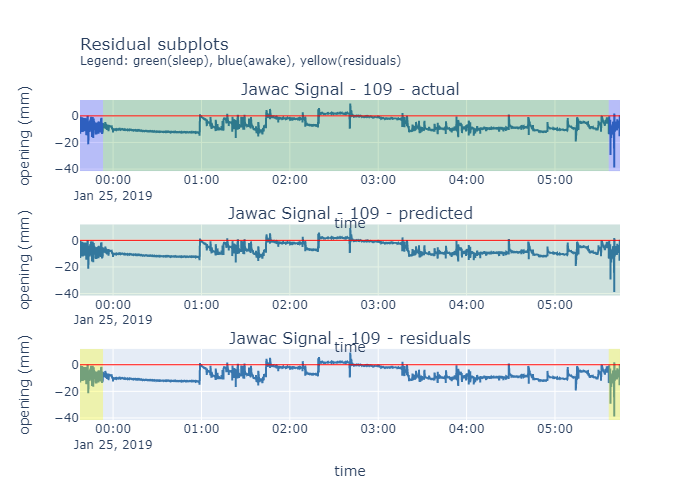 Residual subplots
Legend: green(sleep), blue(awake), yellow(residuals)
Jawac Signal - 109 - actual
opening (mm)
0
−20
−40
00:00 01:00 02:00 03:00 04:00 05:00
Jan 25, 2019
time
Jawac Signal - 109 - predicted
opening (mm)
0
−20
−40
00:00 01:00 02:00 03:00 04:00 05:00
Jan 25, 2019
time
Jawac Signal - 109 - residuals
opening (mm)
0
−20
−40
00:00 01:00 02:00 03:00 04:00 05:00
Jan 25, 2019
time